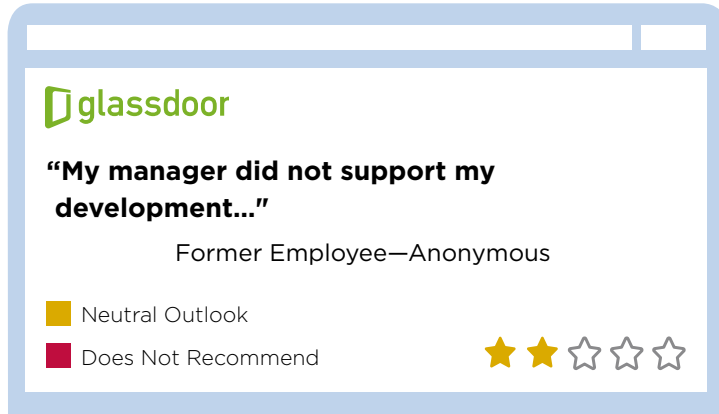 glassdoor
“My manager did not support my
development..."
Former Employee—Anonymous
Neutral Outlook
Does Not Recommend